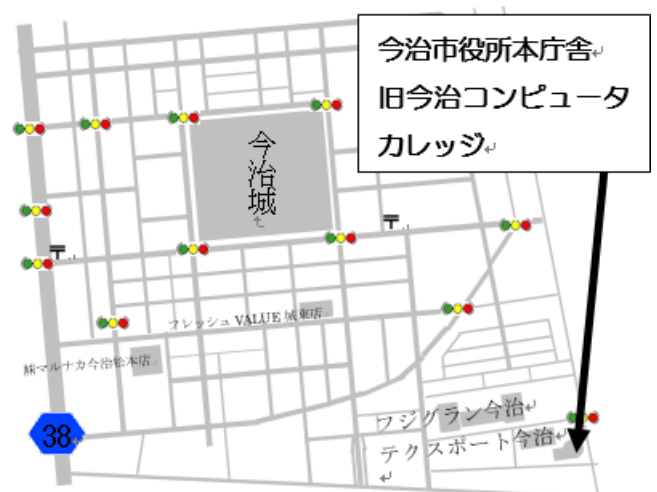 今治市役所本庁舎
旧今治コンピュータ
カレッジ
今治城
〒
〒
フレッシュ VALUE 城東店
㈱マルナカ今治松本店
38
フジグラン今治
テクスポート今治